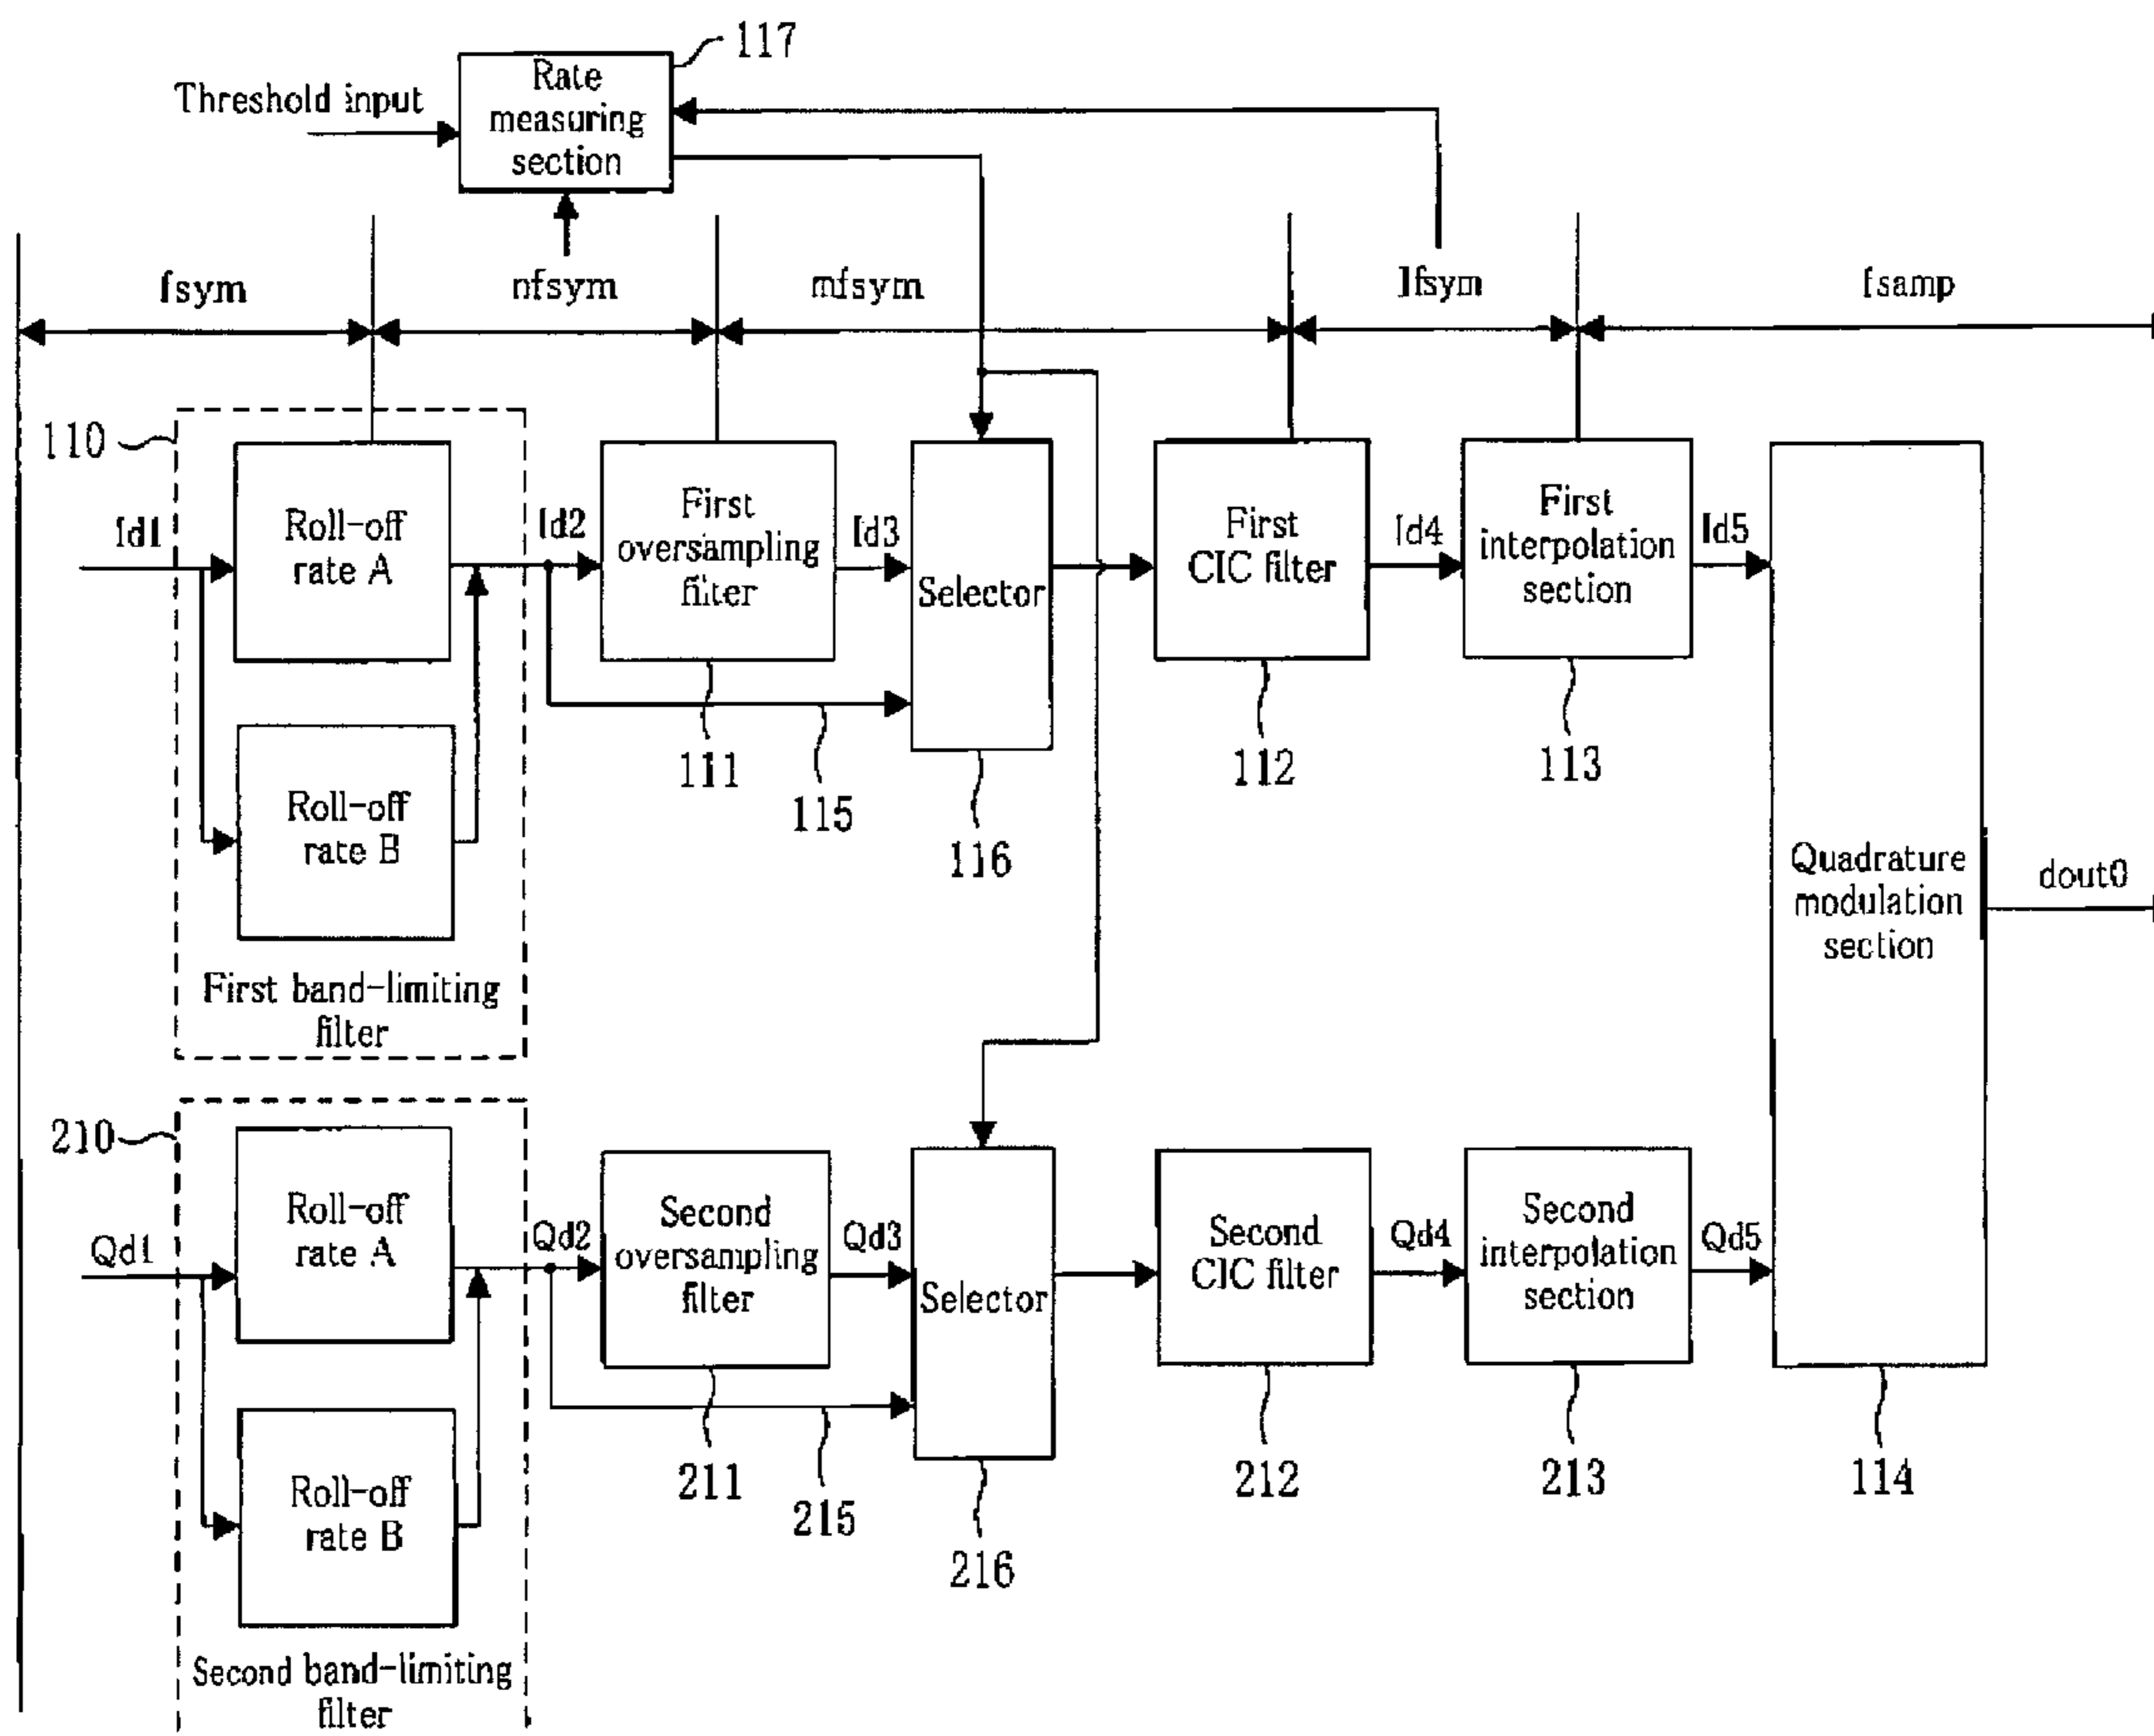 117
Rate
measuring
section
Threshold input
fsym
nfsym
mfsym
lfsym
fsamp
110
Id1
Roll-off
rate A
Id2
First
oversampling
filter
Id3
Selector
First
CIC filter
Id4
First
interpolation
section
Id5
111
115
116
112
113
Roll-off
rate B
First band-limiting
filter
Quadrature
modulation
section
dout0
210
Qd1
Roll-off
rate A
Qd2
Second
oversampling
filter
Qd3
Selector
Second
CIC filter
Qd4
Second
interpolation
section
Qd5
211
215
216
212
213
114
Roll-off
rate B
Second band-limiting
filter